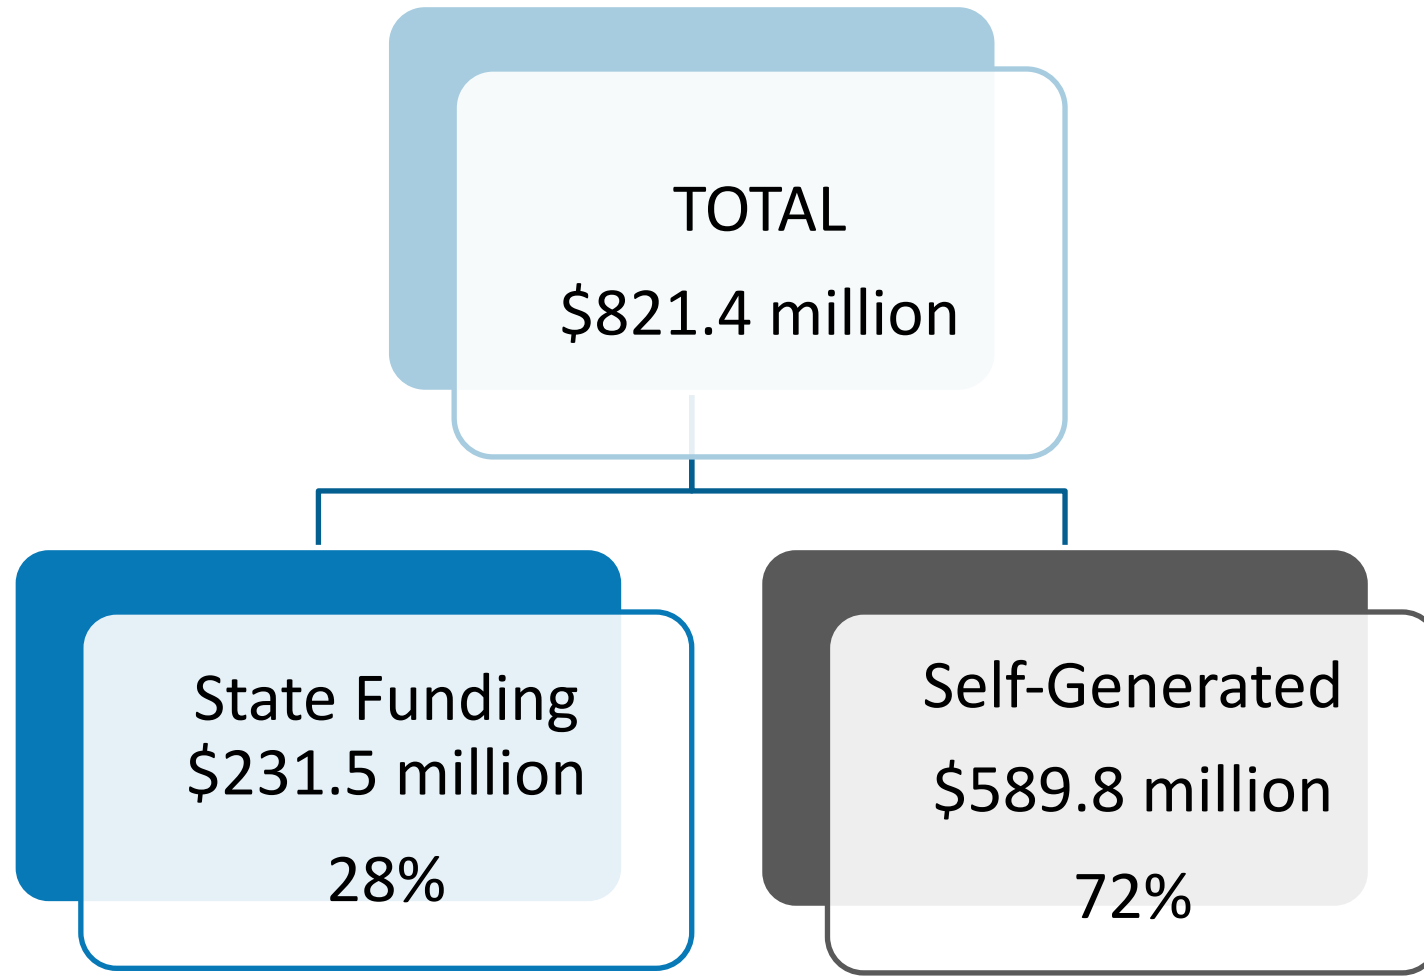 TOTAL
$821.4 million
State Funding
$231.5 million
28%
Self-Generated
$589.8 million
72%